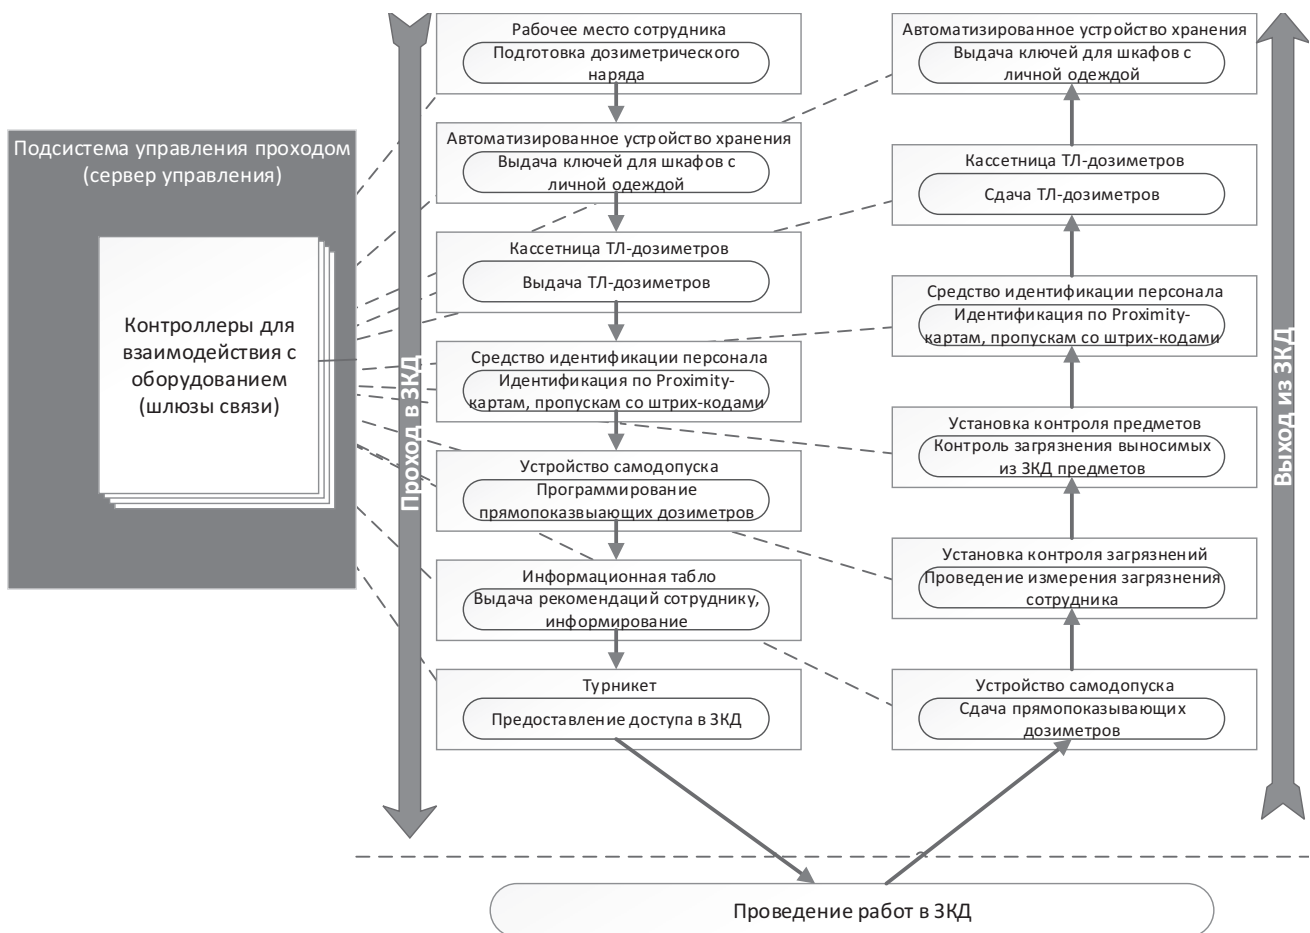 Подсистема управления проходом
(сервер управления)
Контроллеры для
взаимодействия с
оборудованием
(шлюзы связи)
Проход в ЗКД
Рабочее место сотрудника
Подготовка дозиметрического
наряда
Автоматизированное устройство хранения
Выдача ключей для шкафов с
личной одеждой
Кассетница ТЛ-дозиметров
Выдача ТЛ-дозиметров
Средство идентификации персонала
Идентификация по Proximity-
картам, пропускам со штрих-кодами
Устройство самодопуска
Программирование
прямопоказвыающих дозиметров
Информационная табло
Выдача рекомендаций сотруднику,
информирование
Турникет
Предоставление доступа в ЗКД
Автоматизированное устройство хранения
Выдача ключей для шкафов с
личной одеждой
Кассетница ТЛ-дозиметров
Сдача ТЛ-дозиметров
Средство идентификации персонала
Идентификация по Proximity-
картам, пропускам со штрих-кодами
Установка контроля предметов
Контроль загрязнения выносимых
из ЗКД предметов
Установка контроля загрязнений
Проведение измерения загрязнения
сотрудника
Устройство самодопуска
Сдача прямопоказывающих
дозиметров
Выход из ЗКД
Проведение работ в ЗКД